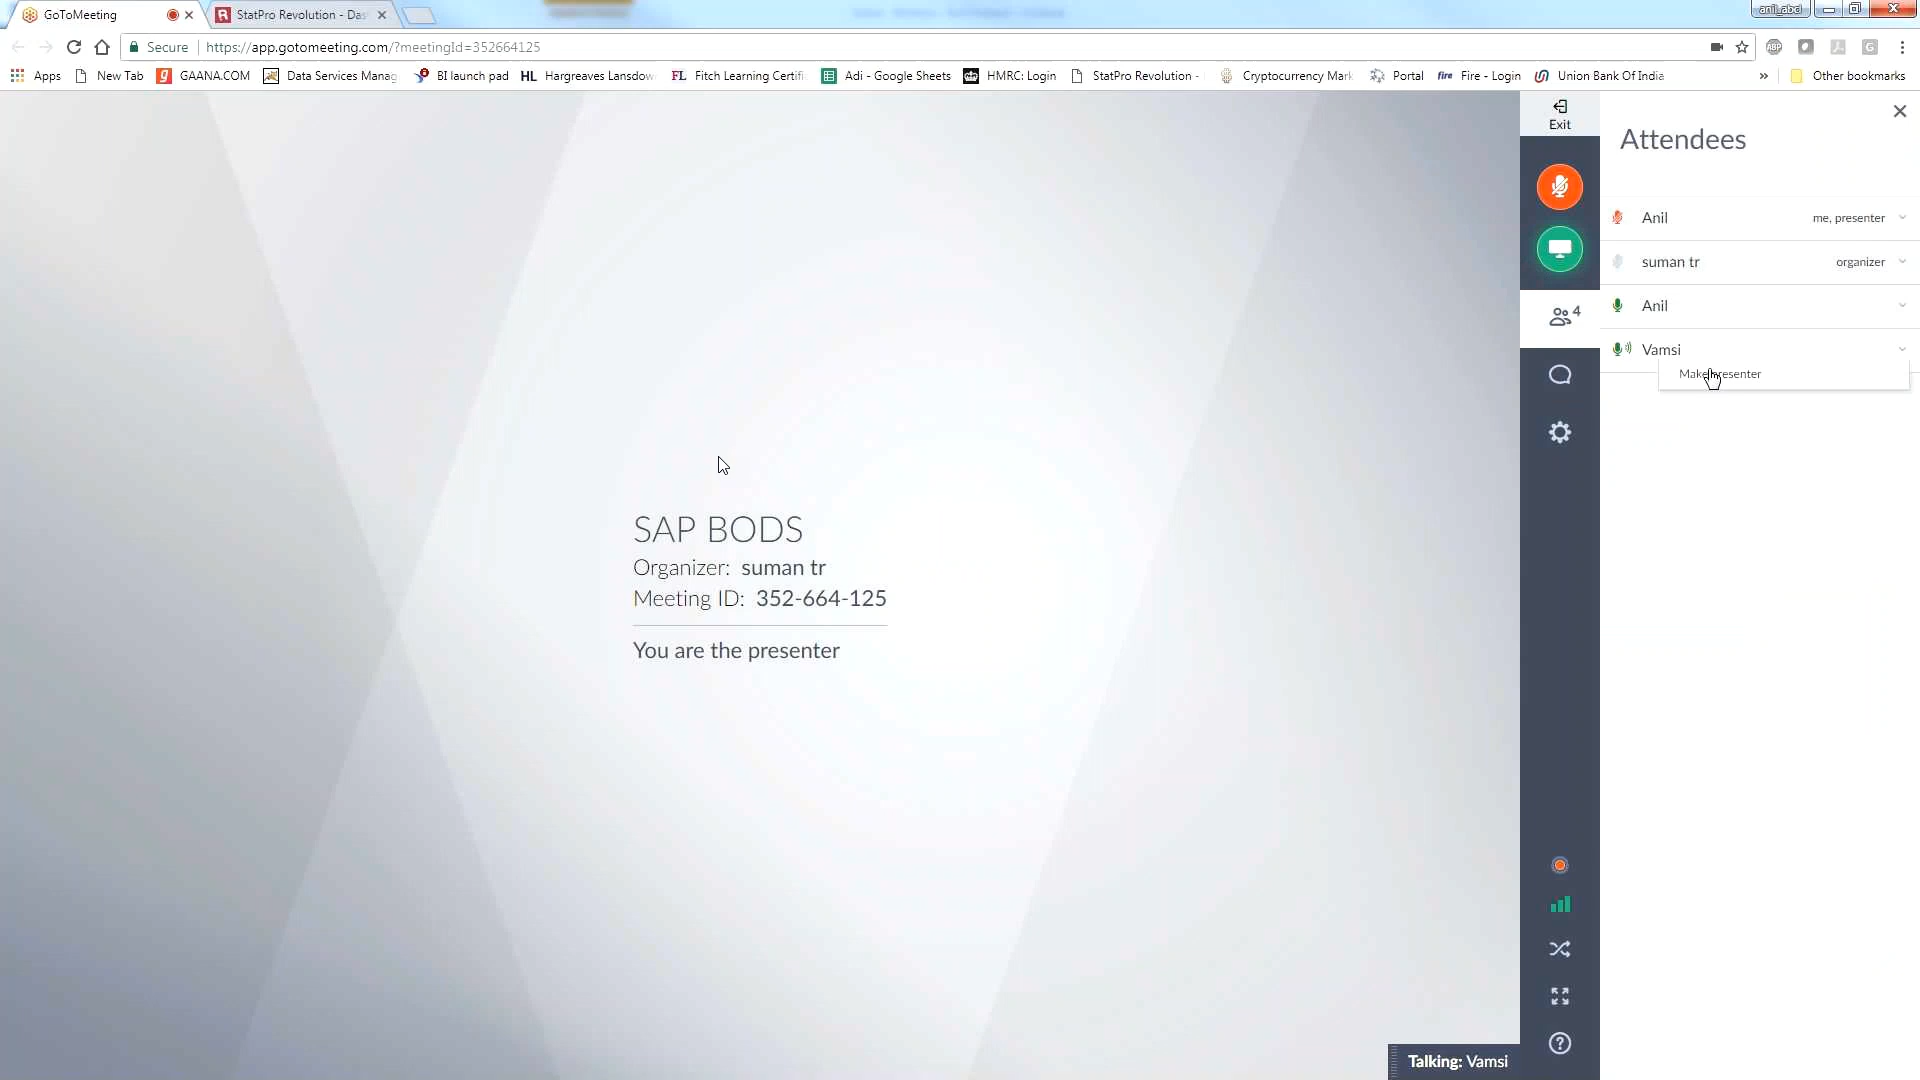 GoToMeeting
StatPro Revolution - Das
anil_abcl
Secure
https://app.gotomeeting.com/?meetingId=352664125
ABP
G
Apps
New Tab
GAANA.COM
Data Services Manag
BI launch pad
HL Hargreaves Lansdow
FL Fitch Learning Certifi
Adi - Google Sheets
HMRC: Login
StatPro Revolution -
Cryptocurrency Mark
Portal
fire Fire - Login
Union Bank Of India
»
Other bookmarks
Exit
Attendees
Anil me, presenter
suman tr organizer
Anil
4
Vamsi
Make presenter
SAP BODS
Organizer: suman tr
Meeting ID: 352-664-125
You are the presenter
Talking: Vamsi